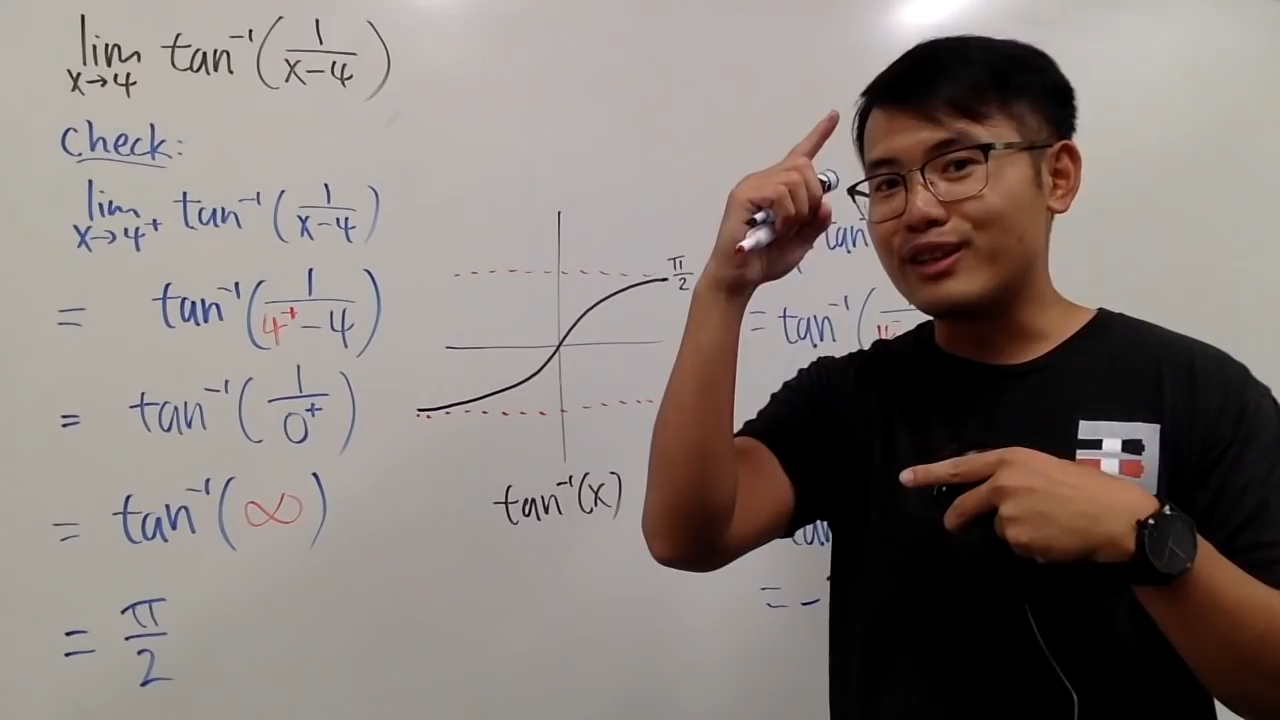 lim x→4 tan⁻¹(1/(x-4))
Check:
lim x→4⁺ tan⁻¹(1/(x-4))
= tan⁻¹(1/(4⁺-4))
= tan⁻¹(1/0⁺)
= tan⁻¹(∞)
= π/2
π/2
tan⁻¹(x)
tan
= tan⁻¹(
tan
= -